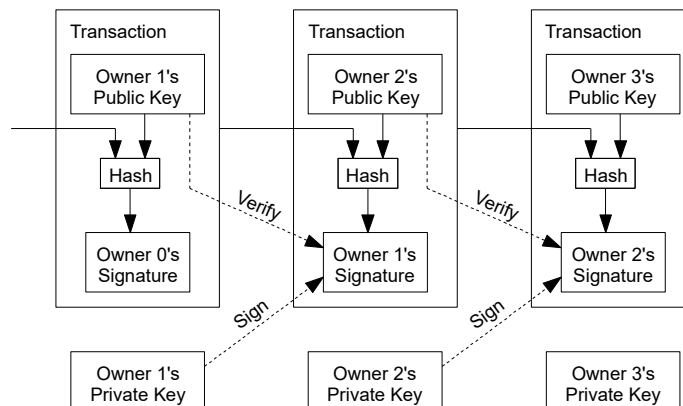 Transaction
Owner 1's
Public Key
Hash
Owner 0's
Signature
Transaction
Owner 2's
Public Key
Hash
Verify
Owner 1's
Signature
Transaction
Owner 3's
Public Key
Hash
Verify
Owner 2's
Signature
Sign
Sign
Owner 1's
Private Key
Owner 2's
Private Key
Owner 3's
Private Key